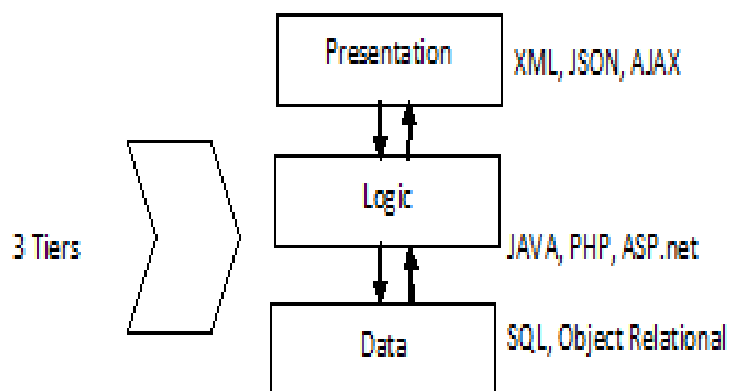 Presentation
XML, JSON, AJAX
Logic
3 Tiers
JAVA, PHP, ASP.net
Data
SQL, Object Relational